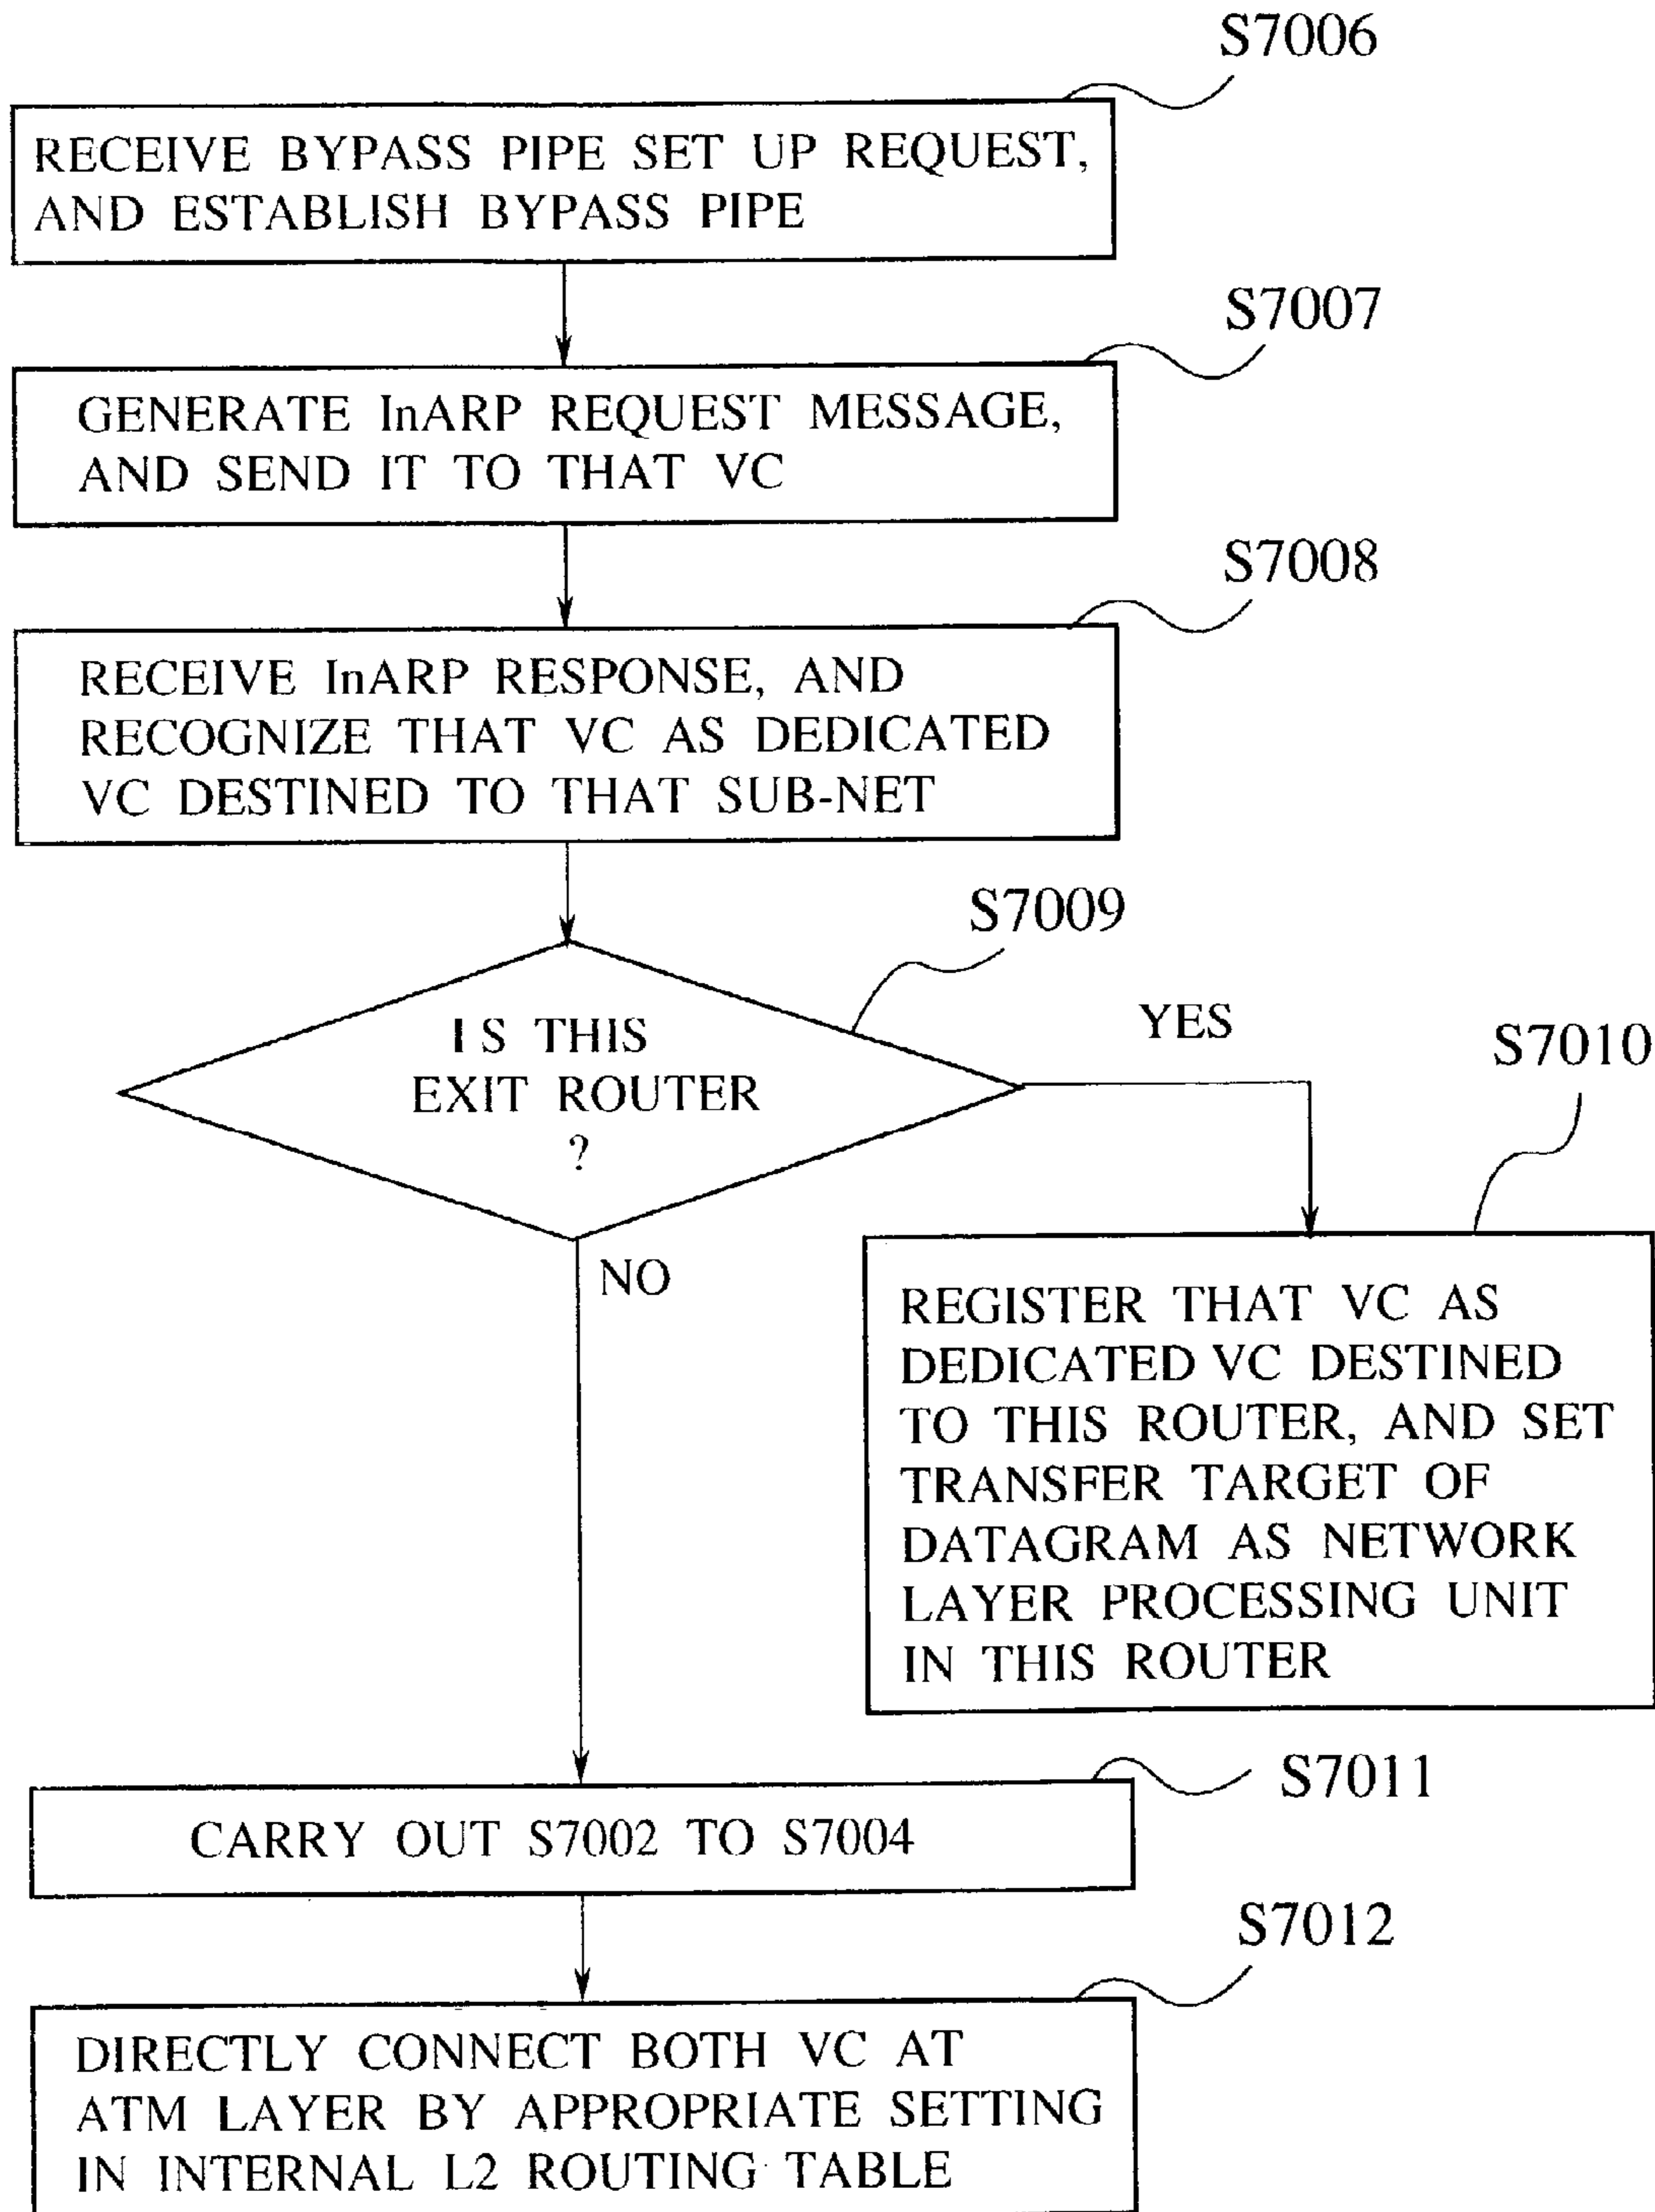 S7006
RECEIVE BYPASS PIPE SET UP REQUEST,
AND ESTABLISH BYPASS PIPE
S7007
GENERATE InARP REQUEST MESSAGE,
AND SEND IT TO THAT VC
S7008
RECEIVE InARP RESPONSE, AND
RECOGNIZE THAT VC AS DEDICATED
VC DESTINED TO THAT SUB-NET
S7009
IS THIS
EXIT ROUTER
?
YES
S7010
NO
REGISTER THAT VC AS
DEDICATED VC DESTINED
TO THIS ROUTER, AND SET
TRANSFER TARGET OF
DATAGRAM AS NETWORK
LAYER PROCESSING UNIT
IN THIS ROUTER
S7011
CARRY OUT S7002 TO S7004
S7012
DIRECTLY CONNECT BOTH VC AT
ATM LAYER BY APPROPRIATE SETTING
IN INTERNAL L2 ROUTING TABLE